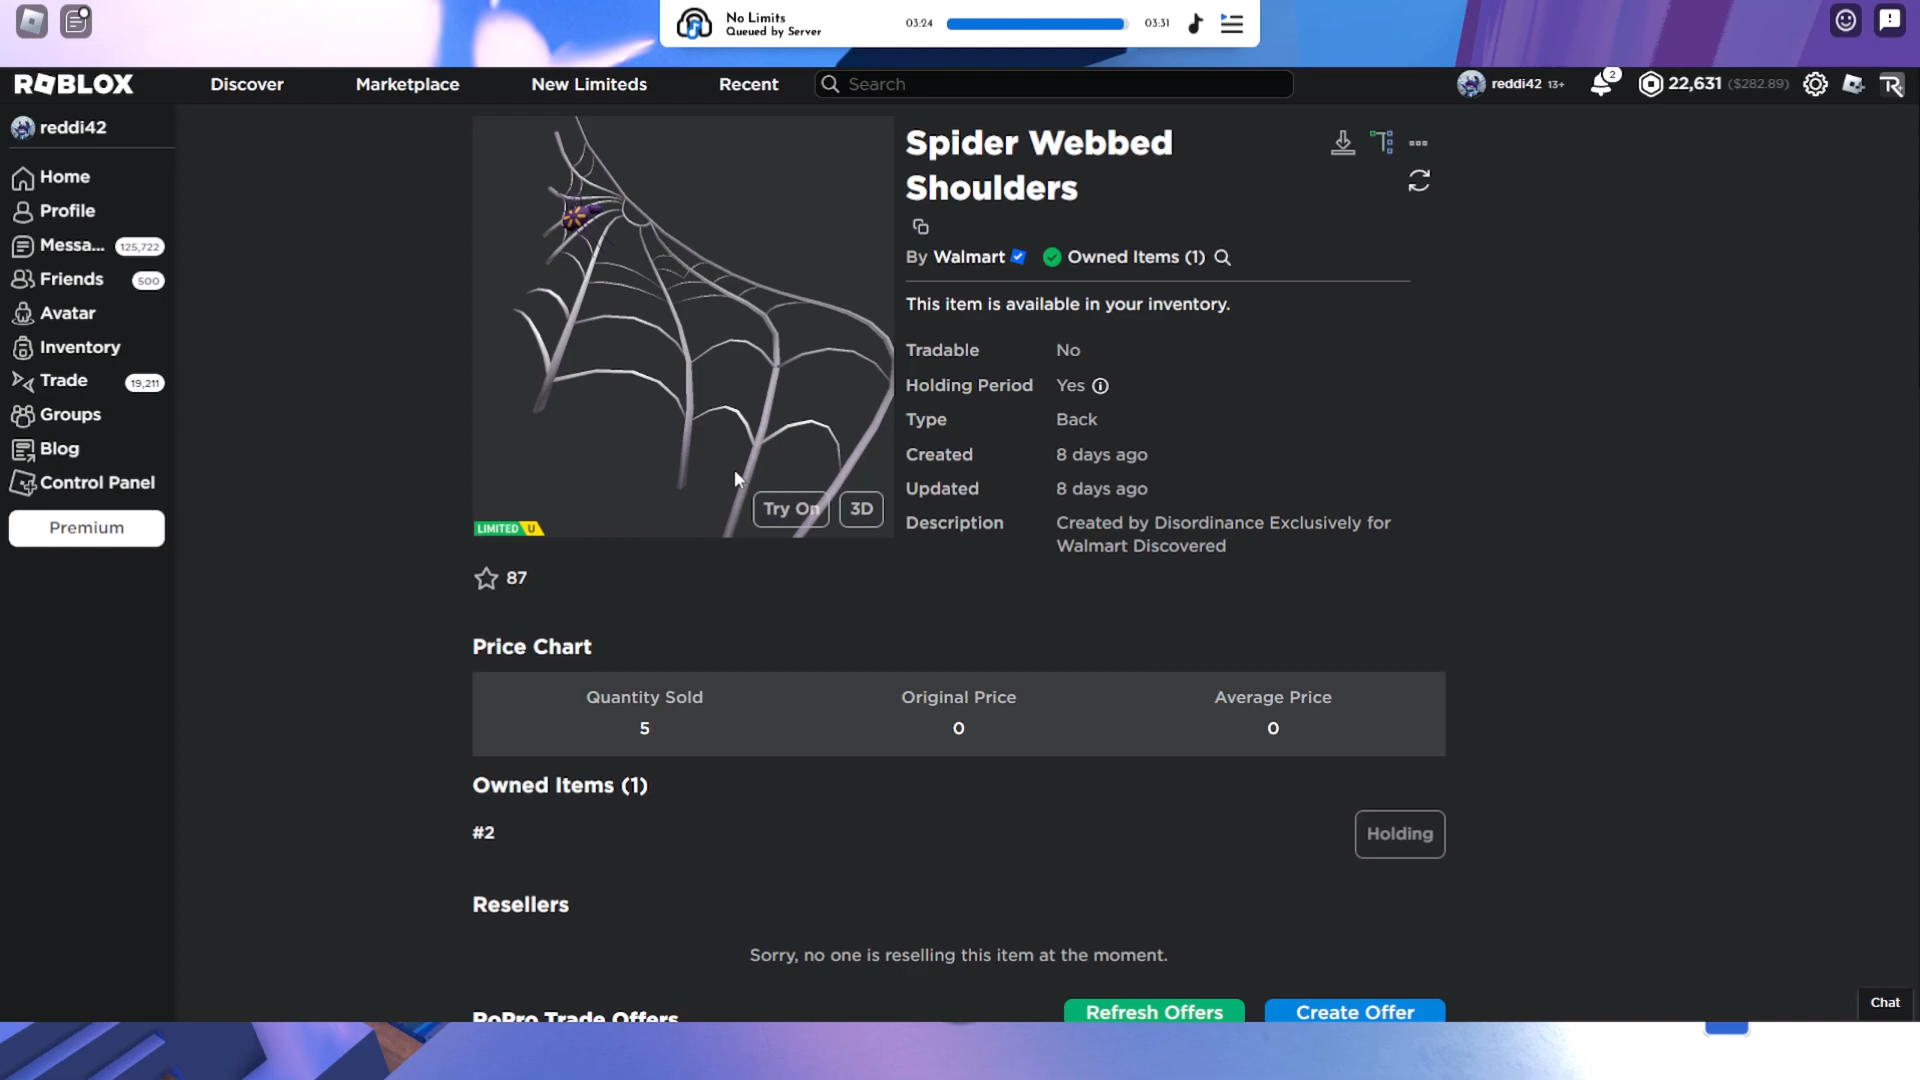 No Limits
Queued by Server
03:24
03:31
ROBLOX
Discover
Marketplace
New Limiteds
Recent
Search
reddi42 13+
2
22,631 ($282.89)
reddi42
Home
Profile
Messa... 125,722
Friends 500
Avatar
Inventory
Trade 19,211
Groups
Blog
Control Panel
Premium
Try On
3D
LIMITED U
87
Spider Webbed
Shoulders
By Walmart
Owned Items (1)
This item is available in your inventory.
Tradable No
Holding Period Yes
Type Back
Created 8 days ago
Updated 8 days ago
Description Created by Disordinance Exclusively for
Walmart Discovered
Price Chart
Quantity Sold
5
Original Price
0
Average Price
0
Owned Items (1)
#2
Holding
Resellers
Sorry, no one is reselling this item at the moment.
RoPro Trade Offers
Refresh Offers
Create Offer
Chat